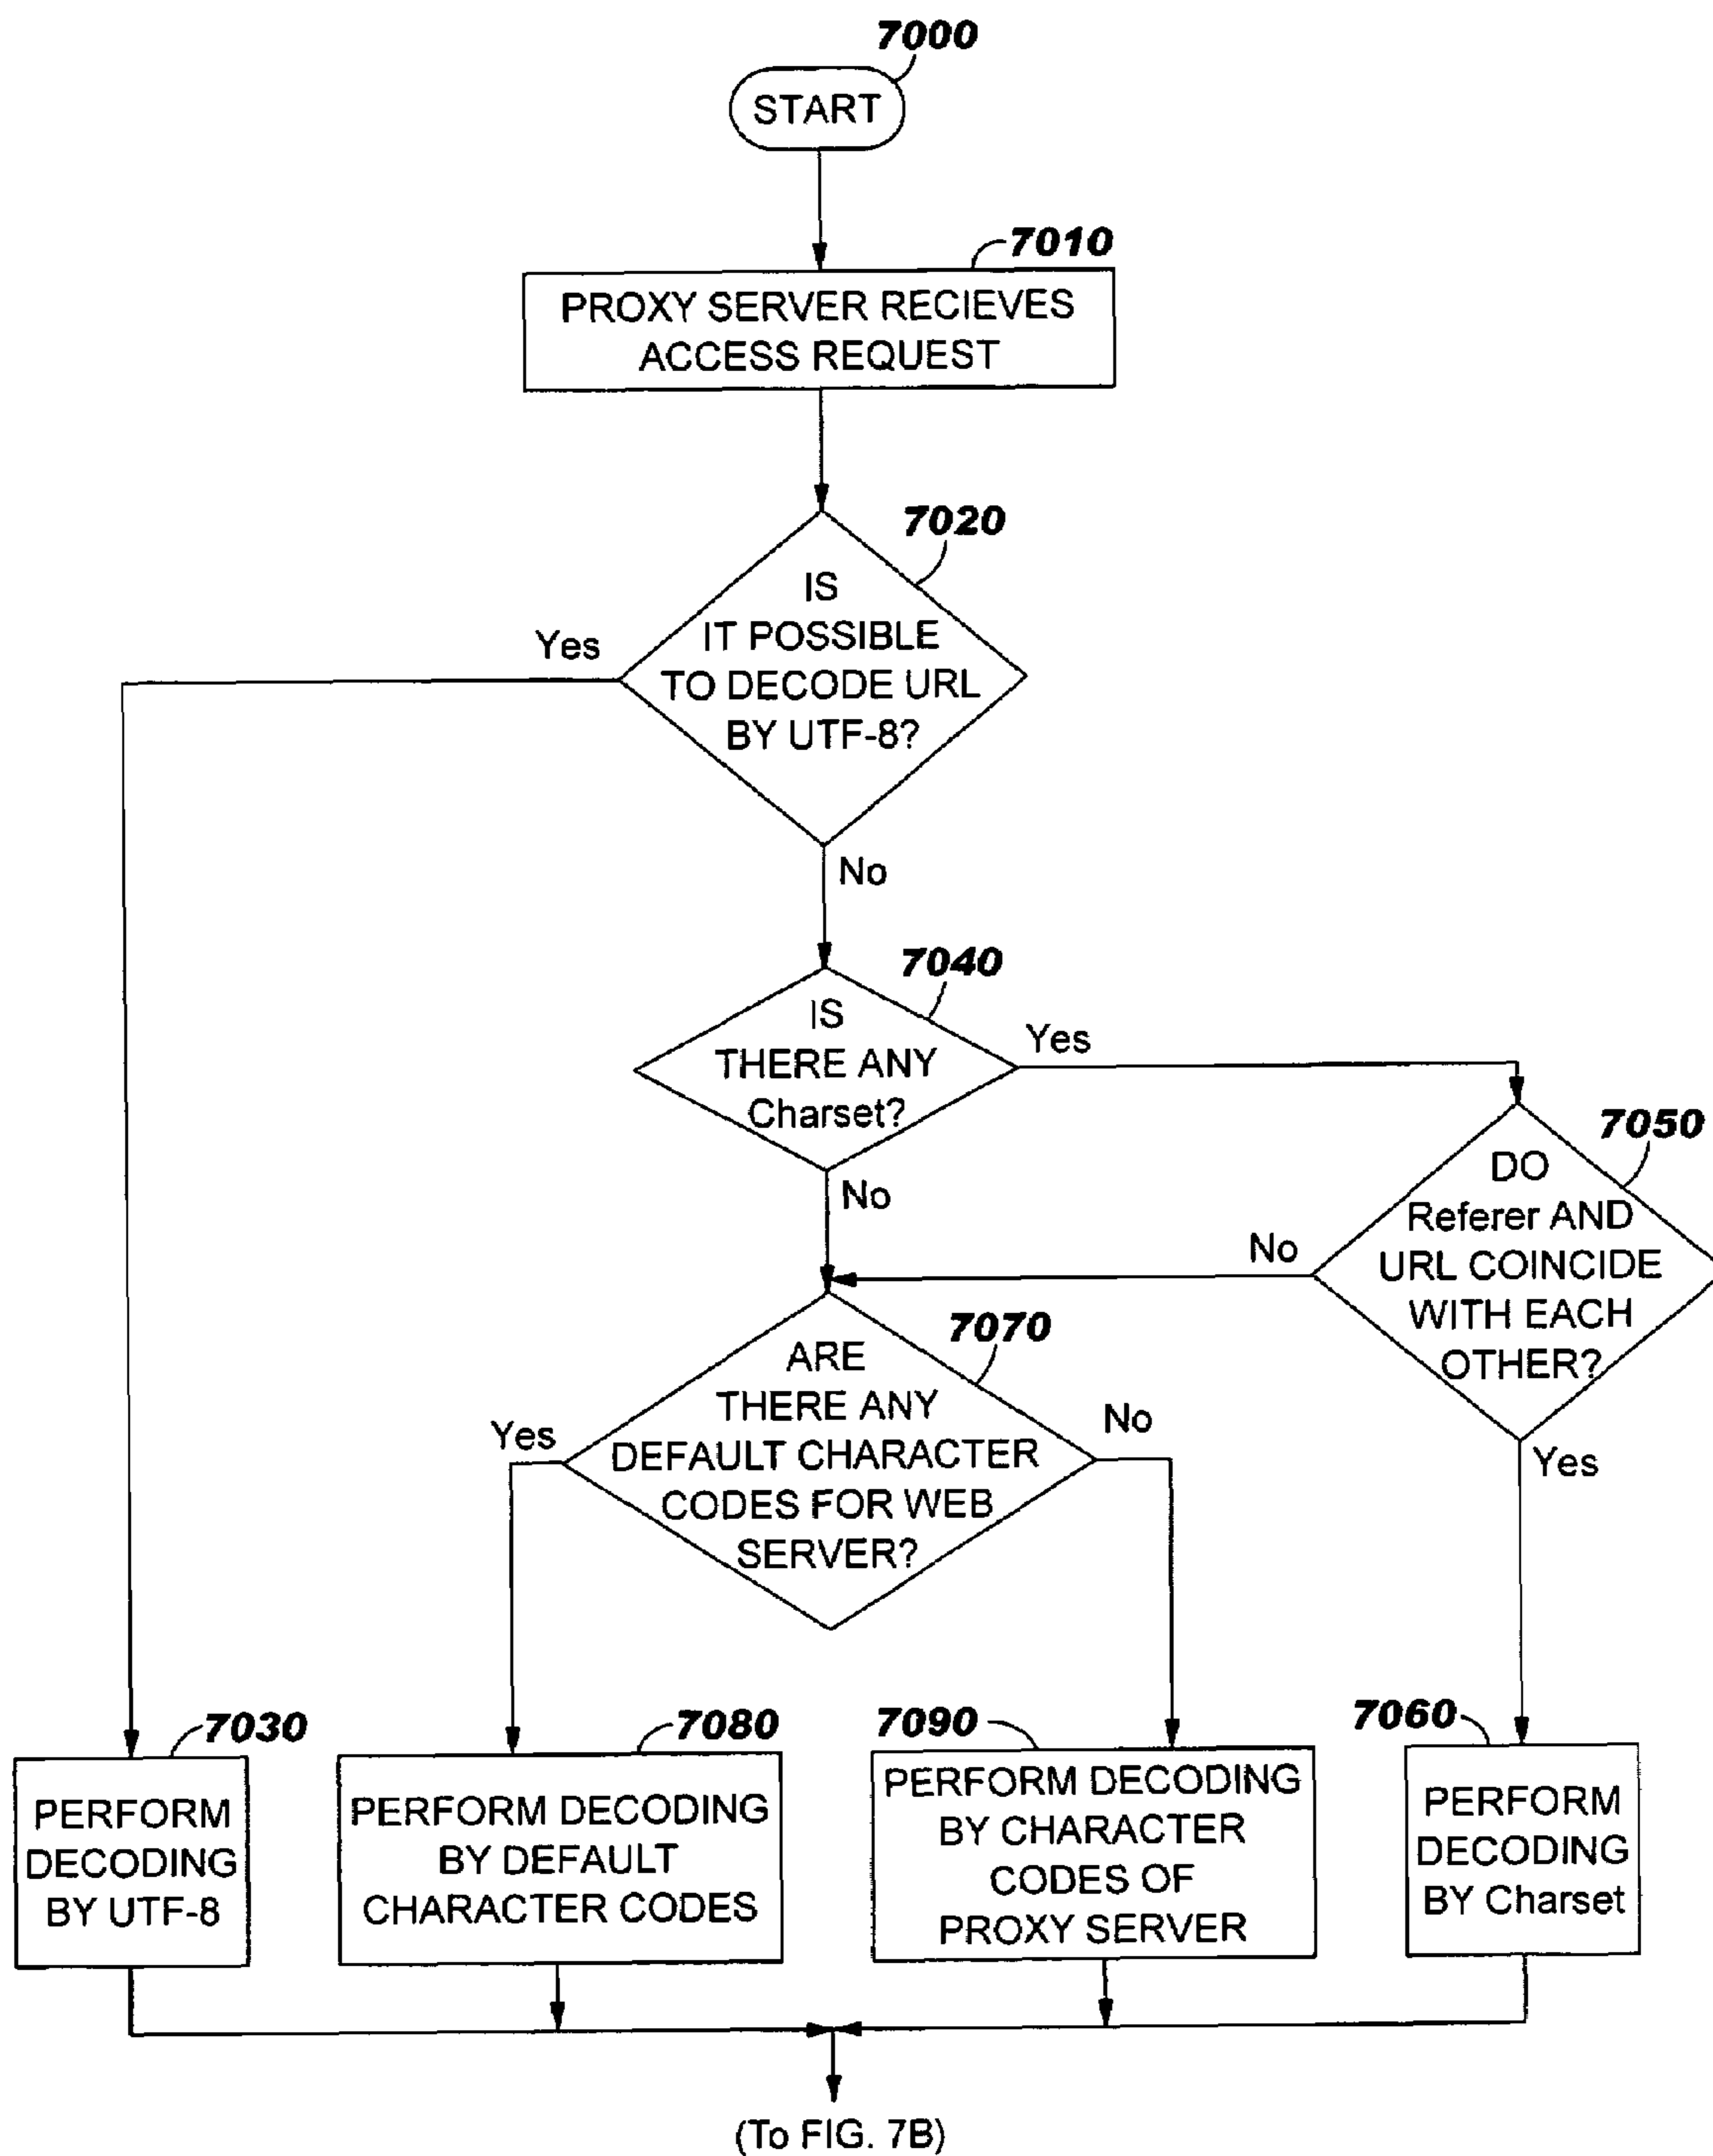 7000
START
7010
PROXY SERVER RECIEVES
ACCESS REQUEST
7020
IS
IT POSSIBLE
TO DECODE URL
BY UTF-8?
Yes
No
7040
IS
THERE ANY
Charset?
Yes
No
7050
DO
Referer AND
URL COINCIDE
WITH EACH
OTHER?
No
Yes
7070
ARE
THERE ANY
DEFAULT CHARACTER
CODES FOR WEB
SERVER?
Yes
No
7030
PERFORM
DECODING
BY UTF-8
7080
PERFORM DECODING
BY DEFAULT
CHARACTER CODES
7090
PERFORM DECODING
BY CHARACTER
CODES OF
PROXY SERVER
7060
PERFORM
DECODING
BY Charset
(To FIG. 7B)